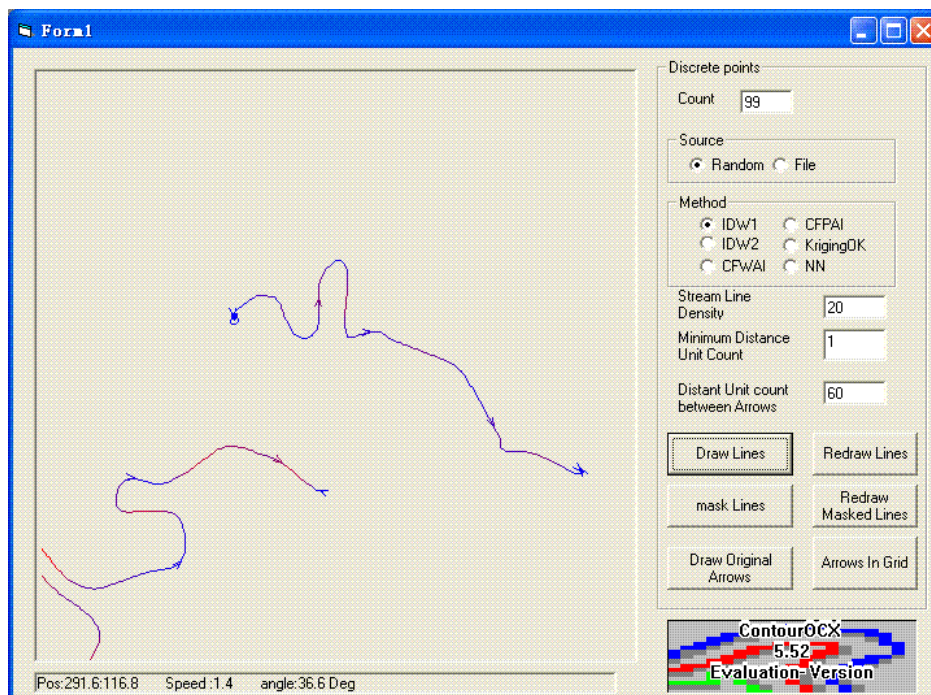 Form1
Discrete points
Count 99
Source
Random File
Method
IDW1 CFPAI
IDW2 KrigingOK
CFWAI NN
Stream Line
Density 20
Minimum Distance
Unit Count 1
Distant Unit count
between Arrows 60
Draw Lines Redraw Lines
mask Lines Redraw
Masked Lines
Draw Original
Arrows Arrows In Grid
ContourOCX
5.52
Evaluation-Version
Pos:291.6:116.8 Speed :1.4 angle:36.6 Deg